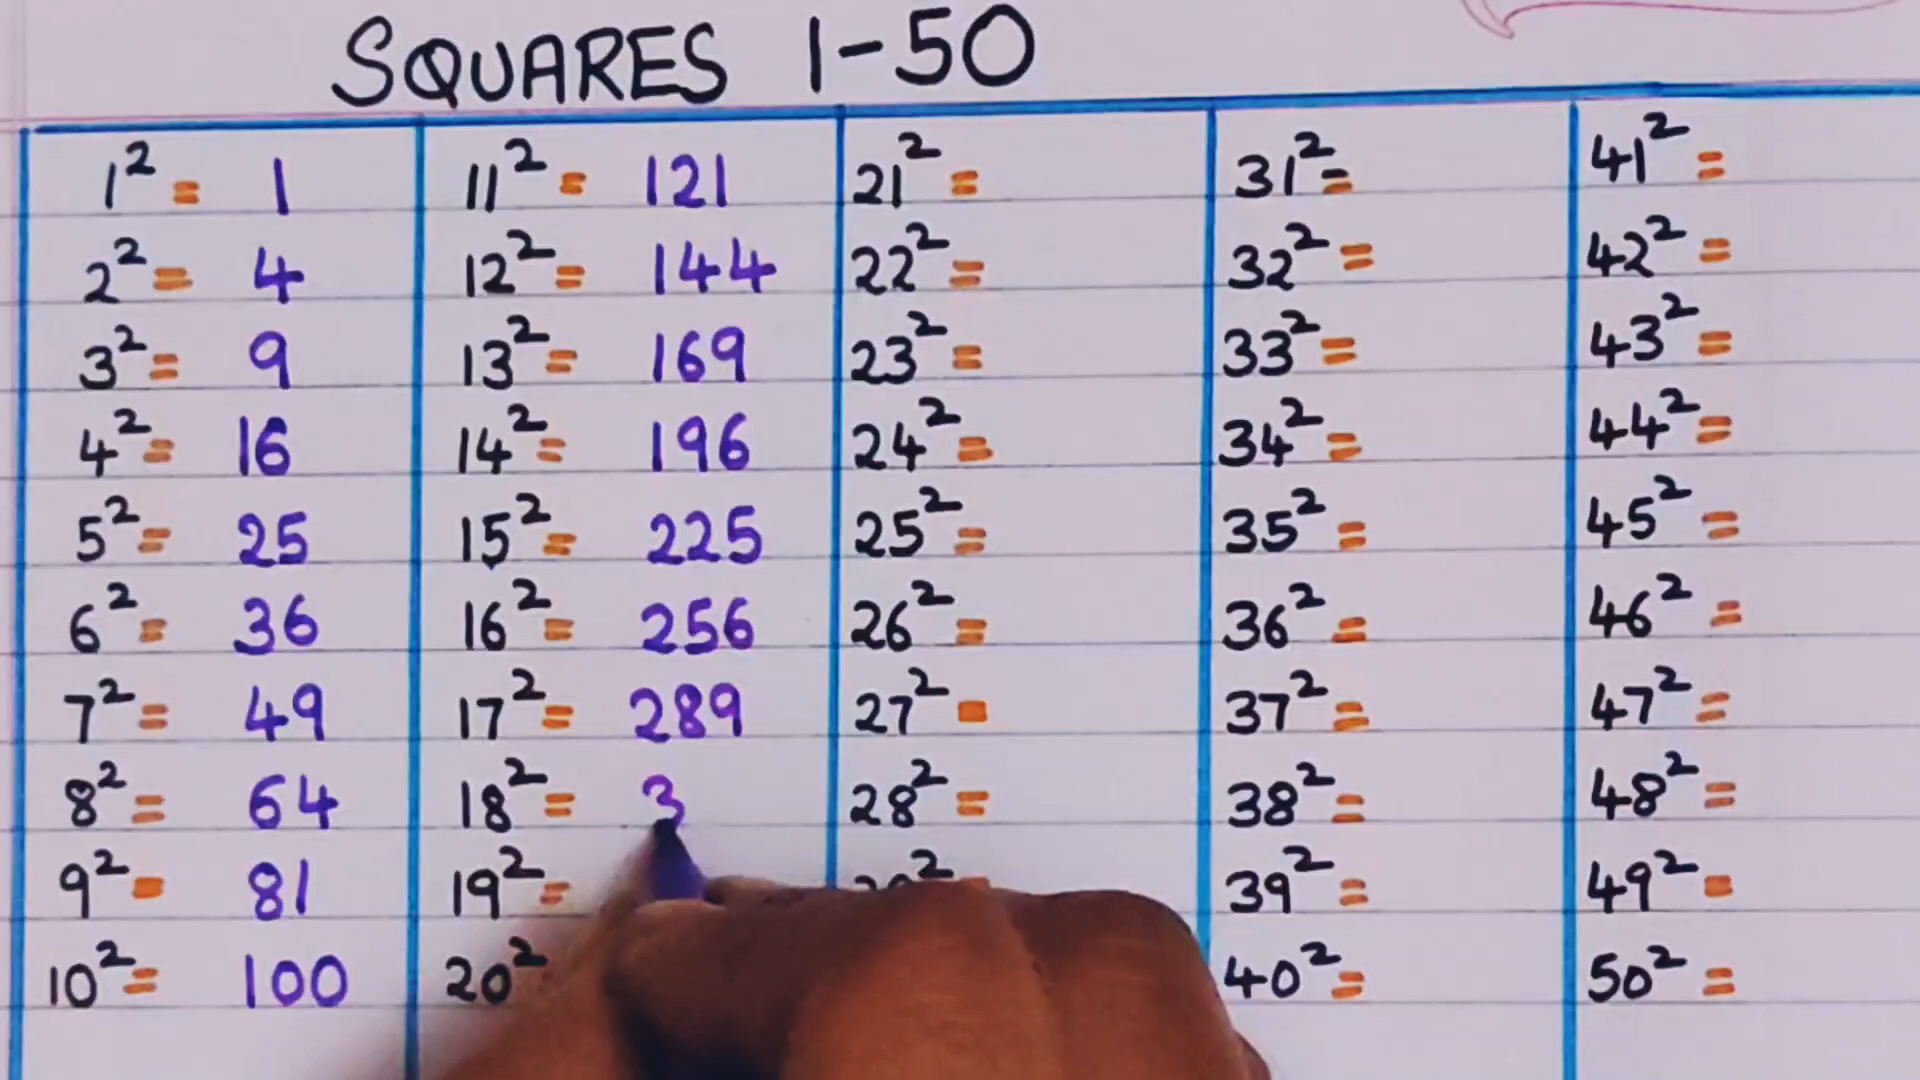 SQUARES 1-50
1² = 1
2² = 4
3² = 9
4² = 16
5² = 25
6² = 36
7² = 49
8² = 64
9² = 81
10² = 100
11² = 121
12² = 144
13² = 169
14² = 196
15² = 225
16² = 256
17² = 289
18² = 3
19² =
20²
21² =
22² =
23² =
24² =
25² =
26² =
27² =
28² =
31² =
32² =
33² =
34² =
35² =
36² =
37² =
38² =
39² =
40² =
41² =
42² =
43² =
44² =
45² =
46² =
47² =
48² =
49² =
50² =